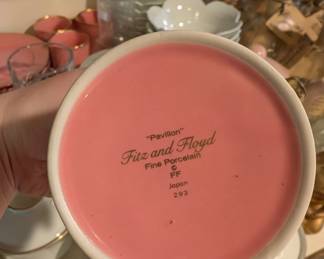 "Pavilion"
Fitz and Floyd
Fine Porcelain
©
FF
Japan
293